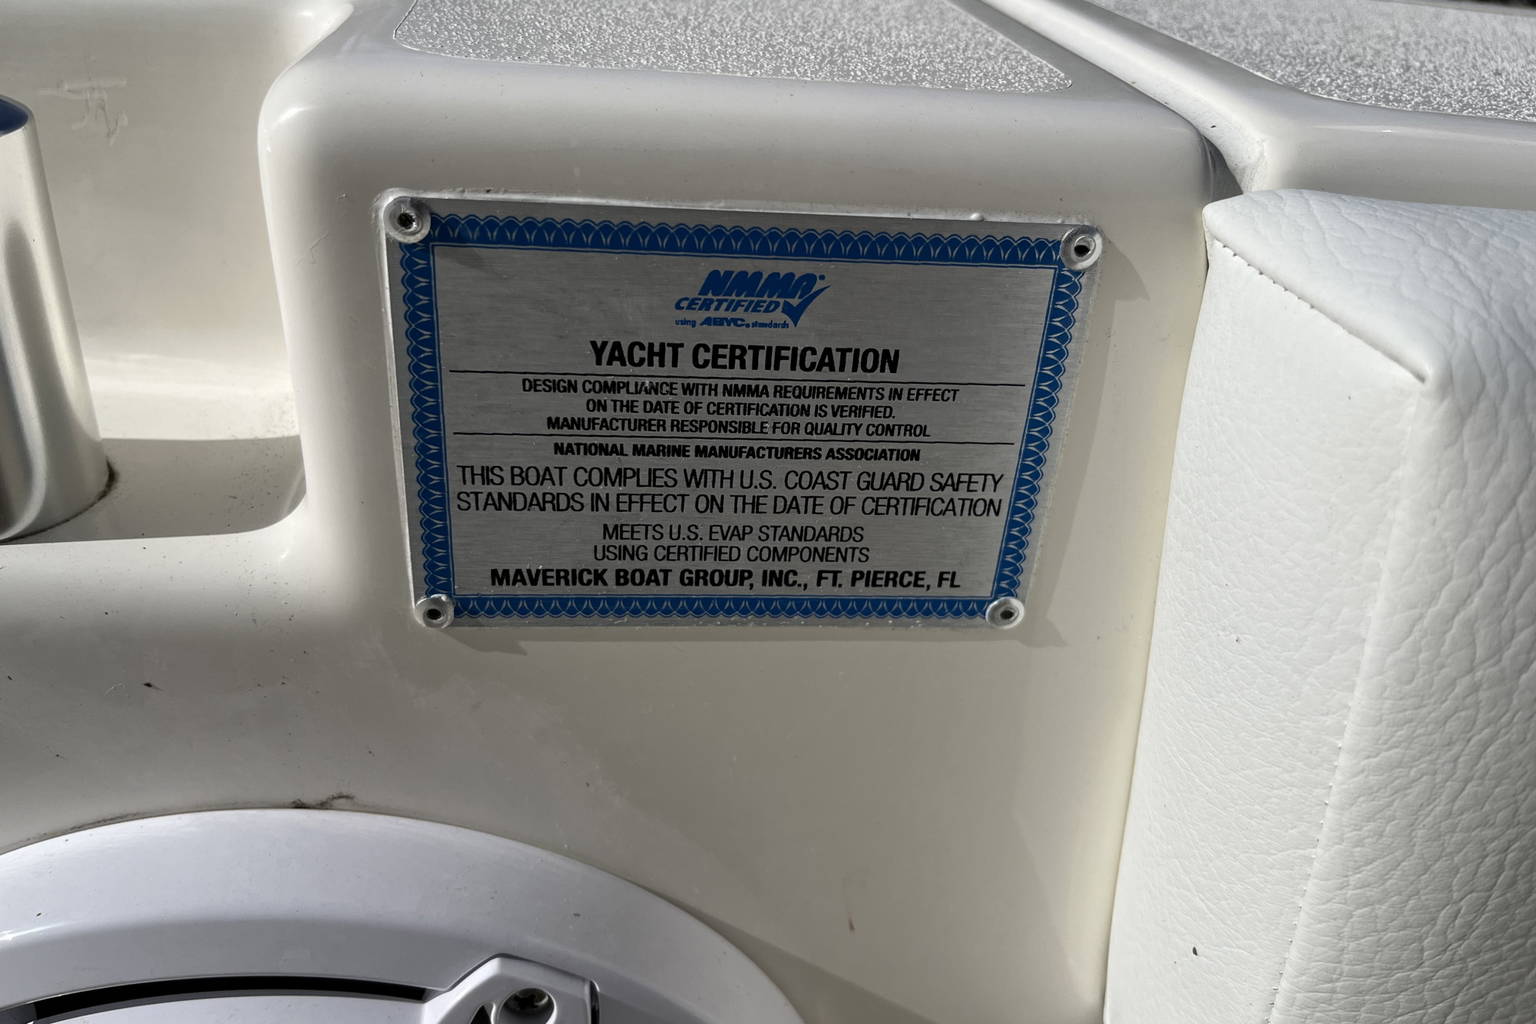 NMMA
CERTIFIED
using ABYC standards
YACHT CERTIFICATION
DESIGN COMPLIANCE WITH NMMA REQUIREMENTS IN EFFECT
ON THE DATE OF CERTIFICATION IS VERIFIED.
MANUFACTURER RESPONSIBLE FOR QUALITY CONTROL
NATIONAL MARINE MANUFACTURERS ASSOCIATION
THIS BOAT COMPLIES WITH U.S. COAST GUARD SAFETY
STANDARDS IN EFFECT ON THE DATE OF CERTIFICATION
MEETS U.S. EVAP STANDARDS
USING CERTIFIED COMPONENTS
MAVERICK BOAT GROUP, INC., FT. PIERCE, FL